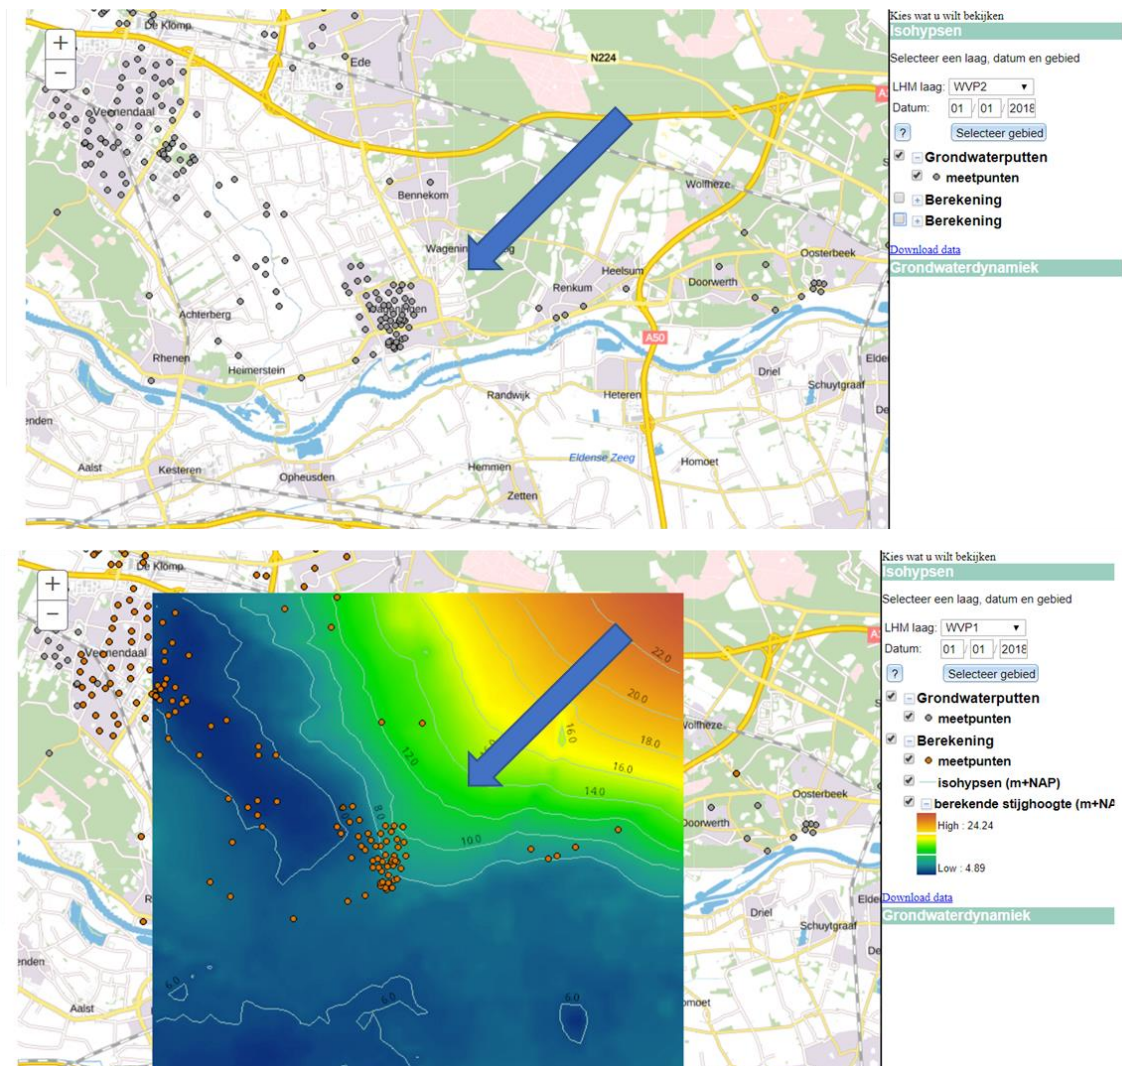 De Klomp
Ede
N224
Veenendaal
Bennekom
Wolfheze
Oosterbeek
Heelsum
Doorwerth
Renkum
Achterberg
A50
Rhenen
Heimerstein
Driel
Schuytgraaf
Randwijk
Heteren
Aalst
Kesteren
Opheusden
Hemmen
Eldense Zeeg
Homoet
Zetten
+
−
Kies wat u wilt bekijken
Isohypsen
Selecteer een laag, datum en gebied
LHM laag: WVP2
Datum: 01 / 01 / 2018
? Selecteer gebied
Grondwaterputten
meetpunten
Berekening
Berekening
Download data
Grondwaterdynamiek
De Klomp
+
−
Veenendaal
22.0
20.0
18.0
16.0
16.0
14.0
12.0
10.0
8.0
6.0
6.0
6.0
Oosterbeek
Doorwerth
Driel
Schuytgraaf
Aalst
Kies wat u wilt bekijken
Isohypsen
Selecteer een laag, datum en gebied
LHM laag: WVP1
Datum: 01 / 01 / 2018
? Selecteer gebied
Grondwaterputten
meetpunten
Berekening
meetpunten
isohypsen (m+NAP)
berekende stijghoogte (m+NA
High : 24.24
Low : 4.89
Download data
Grondwaterdynamiek